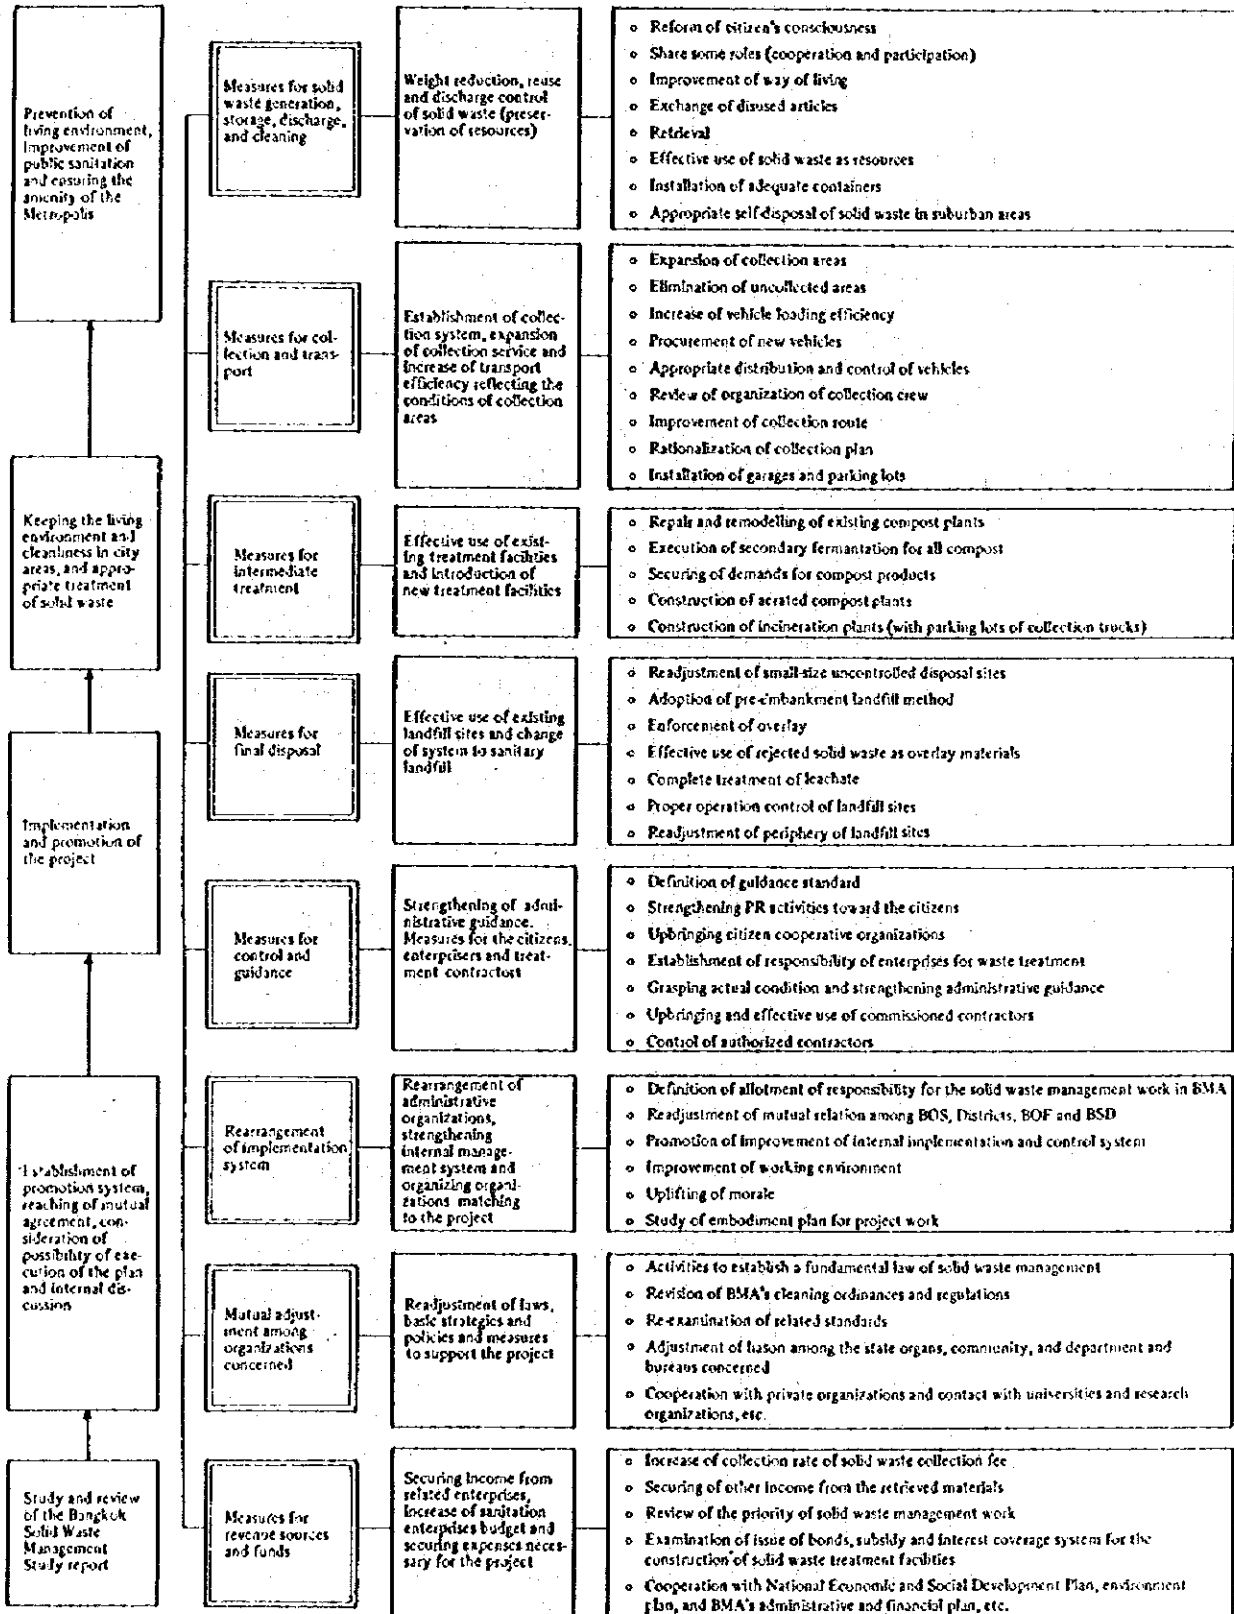 Prevention of
living environment,
Improvement of
public sanitation
and ensuring the
amenity of the
Metropolis
Keeping the living
environment and
cleanliness in city
areas, and appro-
priate treatment
of solid waste
Implementation
and promotion of
the project
Establishment of
promotion system,
reaching of mutual
agreement, con-
sideration of
possibility of exe-
cution of the plan
and internal dis-
cussion
Study and review
of the Bangkok
Solid Waste
Management
Study report
Measures for solid
waste generation,
storage, discharge,
and cleaning
Weight reduction, reuse
and discharge control
of solid waste (preser-
vation of resources)
o Reform of citizen's consciousness
o Share some roles (cooperation and participation)
o Improvement of way of living
o Exchange of disused articles
o Retrieval
o Effective use of solid waste as resources
o Installation of adequate containers
o Appropriate self-disposal of solid waste in suburban areas
Measures for col-
lection and trans-
port
Establishment of collec-
tion system, expansion
of collection service and
increase of transport
efficiency reflecting the
conditions of collection
areas
o Expansion of collection areas
o Elimination of uncollected areas
o Increase of vehicle loading efficiency
o Procurement of new vehicles
o Appropriate distribution and control of vehicles
o Review of organization of collection crew
o Improvement of collection route
o Rationalization of collection plan
o Installation of garages and parking lots
Measures for
intermediate
treatment
Effective use of exist-
ing treatment facilities
and introduction of
new treatment facilities
o Repair and remodelling of existing compost plants
o Execution of secondary fermantation for all compost
o Securing of demands for compost products
o Construction of aerated compost plants
o Construction of incineration plants (with parking lots of collection trucks)
Measures for
final disposal
Effective use of existing
landfill sites and change
of system to sanitary
landfill
o Readjustment of small-size uncontrolled disposal sites
o Adoption of pre-embankment landfill method
o Enforcement of overlay
o Effective use of rejected solid waste as overlay materials
o Complete treatment of leachate
o Proper operation control of landfill sites
o Readjustment of periphery of landfill sites
Measures for
control and
guidance
Strengthening of admi-
nistrative guidance.
Measures for the citizens,
enterprisers and treat-
ment contractors
o Definition of guidance standard
o Strengthening PR activities toward the citizens
o Upbringing citizen cooperative organizations
o Establishment of responsibility of enterprises for waste treatment
o Grasping actual condition and strengthening administrative guidance
o Upbringing and effective use of commissioned contractors
o Control of authorized contractors
Rearrangement
of implementation
system
Rearrangement of
administrative
organizations,
strengthening
internal manage-
ment system and
organizing organi-
zations matching
to the project
o Definition of allotment of responsibility for the solid waste management work in BMA
o Readjustment of mutual relation among BOS, Districts, BOF and BSD
o Promotion of improvement of internal implementation and control system
o Improvement of working environment
o Uplifting of morale
o Study of embodiment plan for project work
Mutual adjust-
ment among
organizations
concerned
Readjustment of laws,
basic strategies and
policies and measures
to support the project
o Activities to establish a fundamental law of solid waste management
o Revision of BMA's cleaning ordinances and regulations
o Re-examination of related standards
o Adjustment of liason among the state organs, community, and department and
bureaus concerned
o Cooperation with private organizations and contact with universities and research
organizations, etc.
Measures for
revenue sources
and funds
Securing income from
related enterprises,
Increase of sanitation
enterprises budget and
securing expenses neces-
sary for the project
o Increase of collection rate of solid waste collection fee
o Securing of other income from the retrieved materials
o Review of the priority of solid waste management work
o Examination of issue of bonds, subsidy and interest coverage system for the
construction of solid waste treatment facilities
o Cooperation with National Economic and Social Development Plan, environment
plan, and BMA's administrative and financial plan, etc.